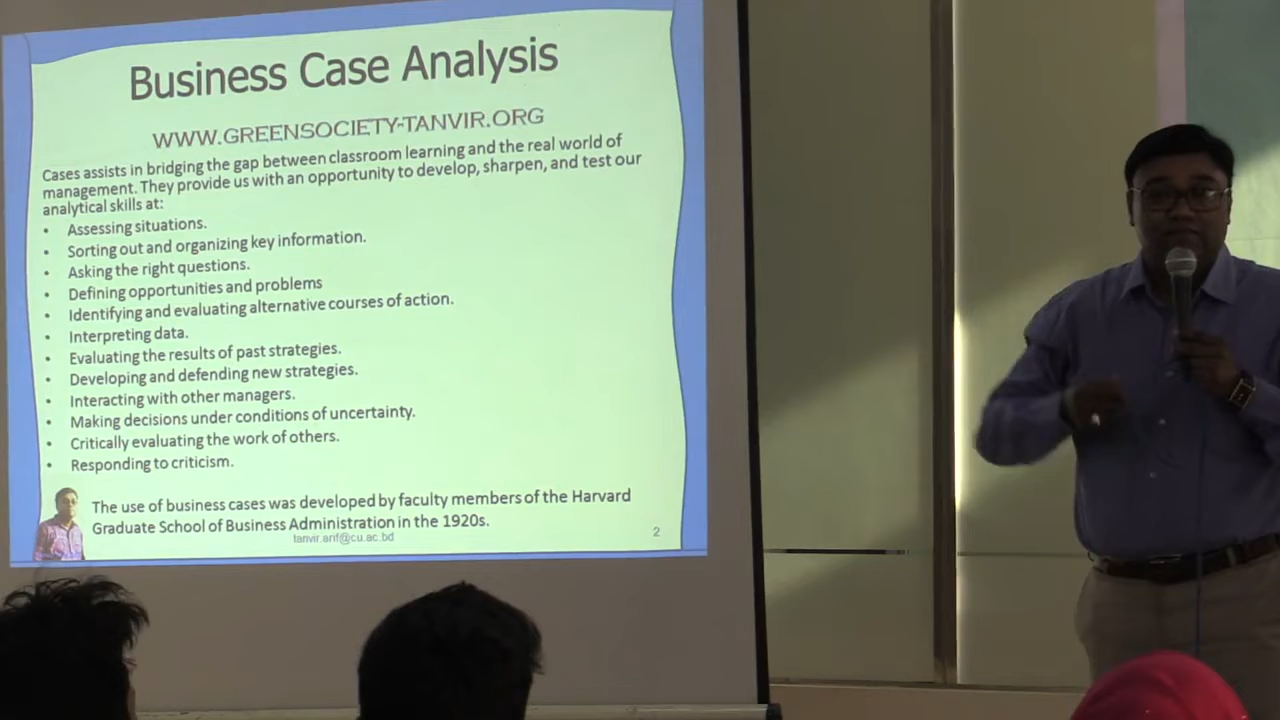 Business Case Analysis
WWW.GREENSOCIETY-TANVIR.ORG
Cases assists in bridging the gap between classroom learning and the real world of
management. They provide us with an opportunity to develop, sharpen, and test our
analytical skills at:
• Assessing situations.
• Sorting out and organizing key information.
• Asking the right questions.
• Defining opportunities and problems
• Identifying and evaluating alternative courses of action.
• Interpreting data.
• Evaluating the results of past strategies.
• Developing and defending new strategies.
• Interacting with other managers.
• Making decisions under conditions of uncertainty.
• Critically evaluating the work of others.
• Responding to criticism.
The use of business cases was developed by faculty members of the Harvard
Graduate School of Business Administration in the 1920s.
tanvir.arif@cu.ac.bd
2